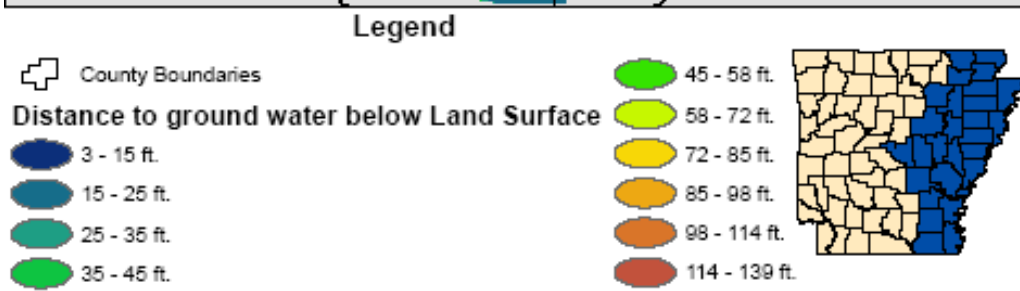 Legend
County Boundaries
Distance to ground water below Land Surface
3 - 15 ft.
15 - 25 ft.
25 - 35 ft.
35 - 45 ft.
45 - 58 ft.
58 - 72 ft.
72 - 85 ft.
85 - 98 ft.
98 - 114 ft.
114 - 139 ft.